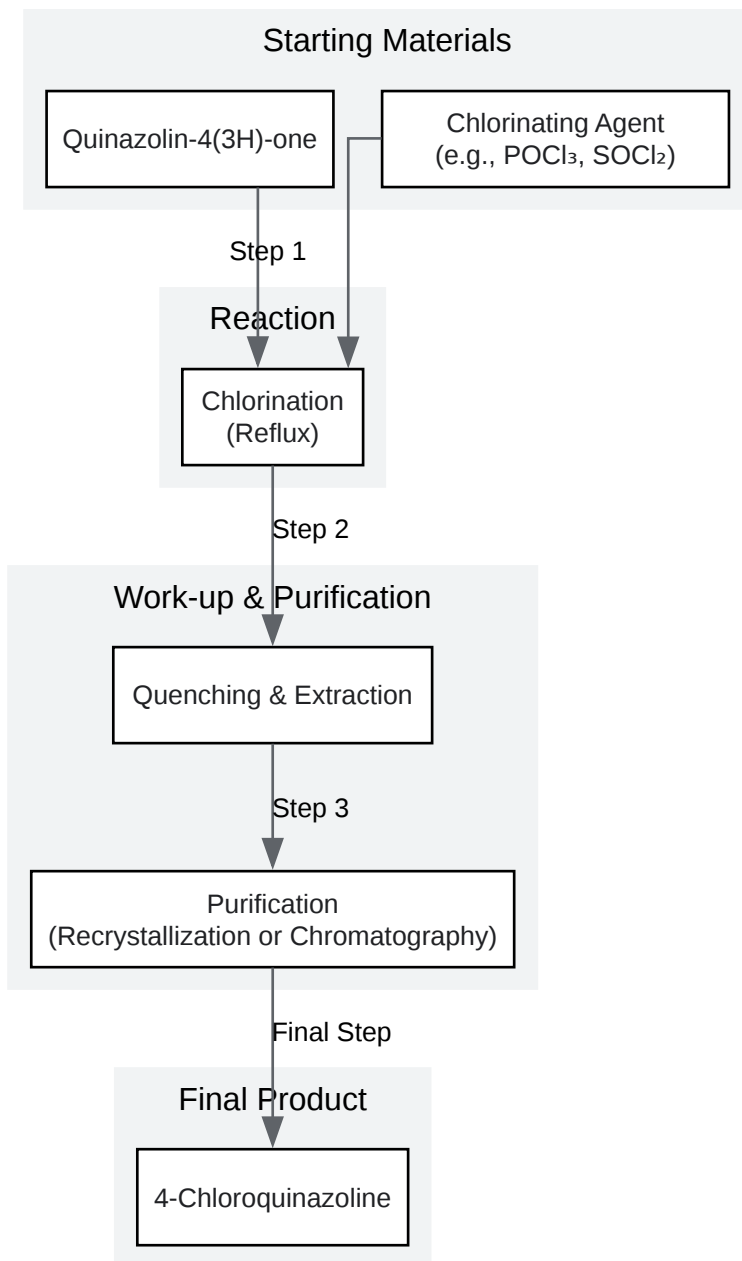 Starting Materials
Quinazolin-4(3H)-one
Chlorinating Agent
(e.g., POCl₃, SOCl₂)
Step 1
Reaction
Chlorination
(Reflux)
Step 2
Work-up & Purification
Quenching & Extraction
Step 3
Purification
(Recrystallization or Chromatography)
Final Step
Final Product
4-Chloroquinazoline